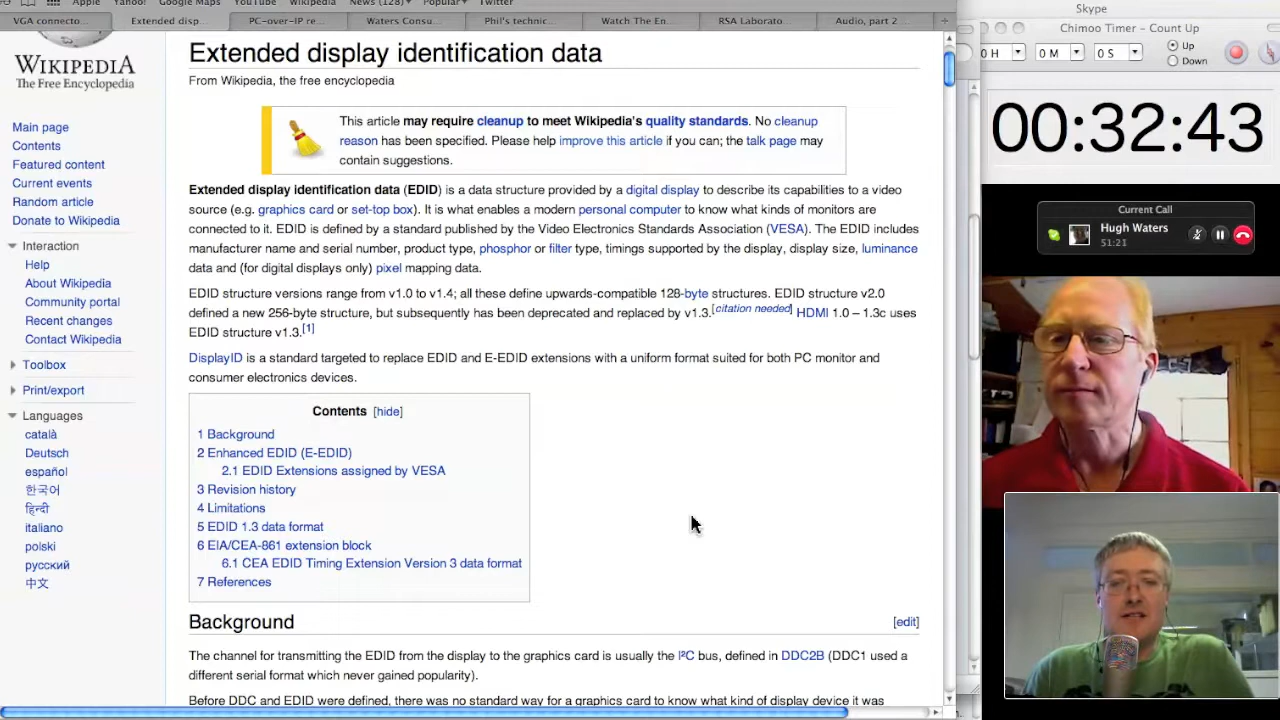 Apple Yahoo! Google Maps YouTube Wikipedia News (128) Popular Twitter
VGA connecto... Extended disp... PC-over-IP re... Waters Consu... Phil's technic... Watch The En... RSA Laborato... Audio, part 2
WIKIPEDIA
The Free Encyclopedia
Main page
Contents
Featured content
Current events
Random article
Donate to Wikipedia
Interaction
Help
About Wikipedia
Community portal
Recent changes
Contact Wikipedia
Toolbox
Print/export
Languages
català
Deutsch
español
한국어
हिन्दी
italiano
polski
русский
中文
Extended display identification data
From Wikipedia, the free encyclopedia
This article may require cleanup to meet Wikipedia's quality standards. No cleanup
reason has been specified. Please help improve this article if you can; the talk page may
contain suggestions.
Extended display identification data (EDID) is a data structure provided by a digital display to describe its capabilities to a video
source (e.g. graphics card or set-top box). It is what enables a modern personal computer to know what kinds of monitors are
connected to it. EDID is defined by a standard published by the Video Electronics Standards Association (VESA). The EDID includes
manufacturer name and serial number, product type, phosphor or filter type, timings supported by the display, display size, luminance
data and (for digital displays only) pixel mapping data.
EDID structure versions range from v1.0 to v1.4; all these define upwards-compatible 128-byte structures. EDID structure v2.0
defined a new 256-byte structure, but subsequently has been deprecated and replaced by v1.3.[citation needed] HDMI 1.0 – 1.3c uses
EDID structure v1.3.[1]
DisplayID is a standard targeted to replace EDID and E-EDID extensions with a uniform format suited for both PC monitor and
consumer electronics devices.
Contents [hide]
1 Background
2 Enhanced EDID (E-EDID)
2.1 EDID Extensions assigned by VESA
3 Revision history
4 Limitations
5 EDID 1.3 data format
6 EIA/CEA-861 extension block
6.1 CEA EDID Timing Extension Version 3 data format
7 References
Background [edit]
The channel for transmitting the EDID from the display to the graphics card is usually the I²C bus, defined in DDC2B (DDC1 used a
different serial format which never gained popularity).
Before DDC and EDID were defined, there was no standard way for a graphics card to know what kind of display device it was
Skype
Chimoo Timer - Count Up
0 H 0 M 0 S Up
Down
00:32:43
Current Call
Hugh Waters
51:21